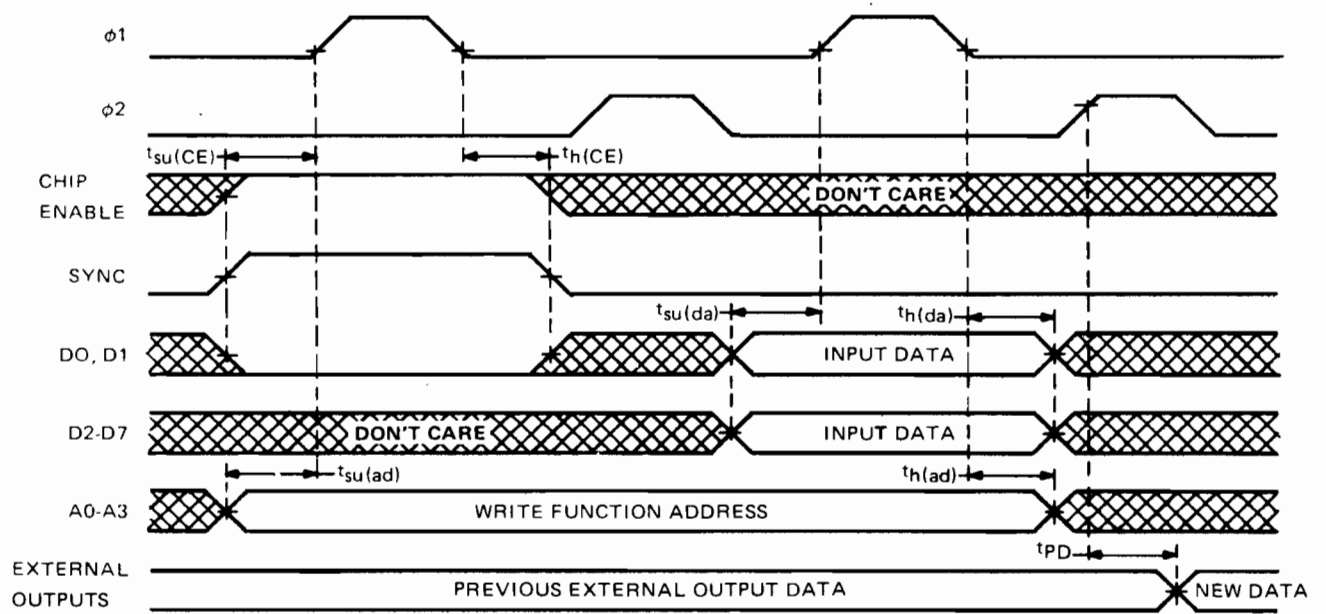 φ1
φ2
tsu(CE)
th(CE)
CHIP
ENABLE
DON'T CARE
SYNC
tsu(da)
th(da)
DO, D1
INPUT DATA
D2-D7
DON'T CARE
INPUT DATA
tsu(ad)
th(ad)
A0-A3
WRITE FUNCTION ADDRESS
tPD
EXTERNAL
OUTPUTS
PREVIOUS EXTERNAL OUTPUT DATA
NEW DATA